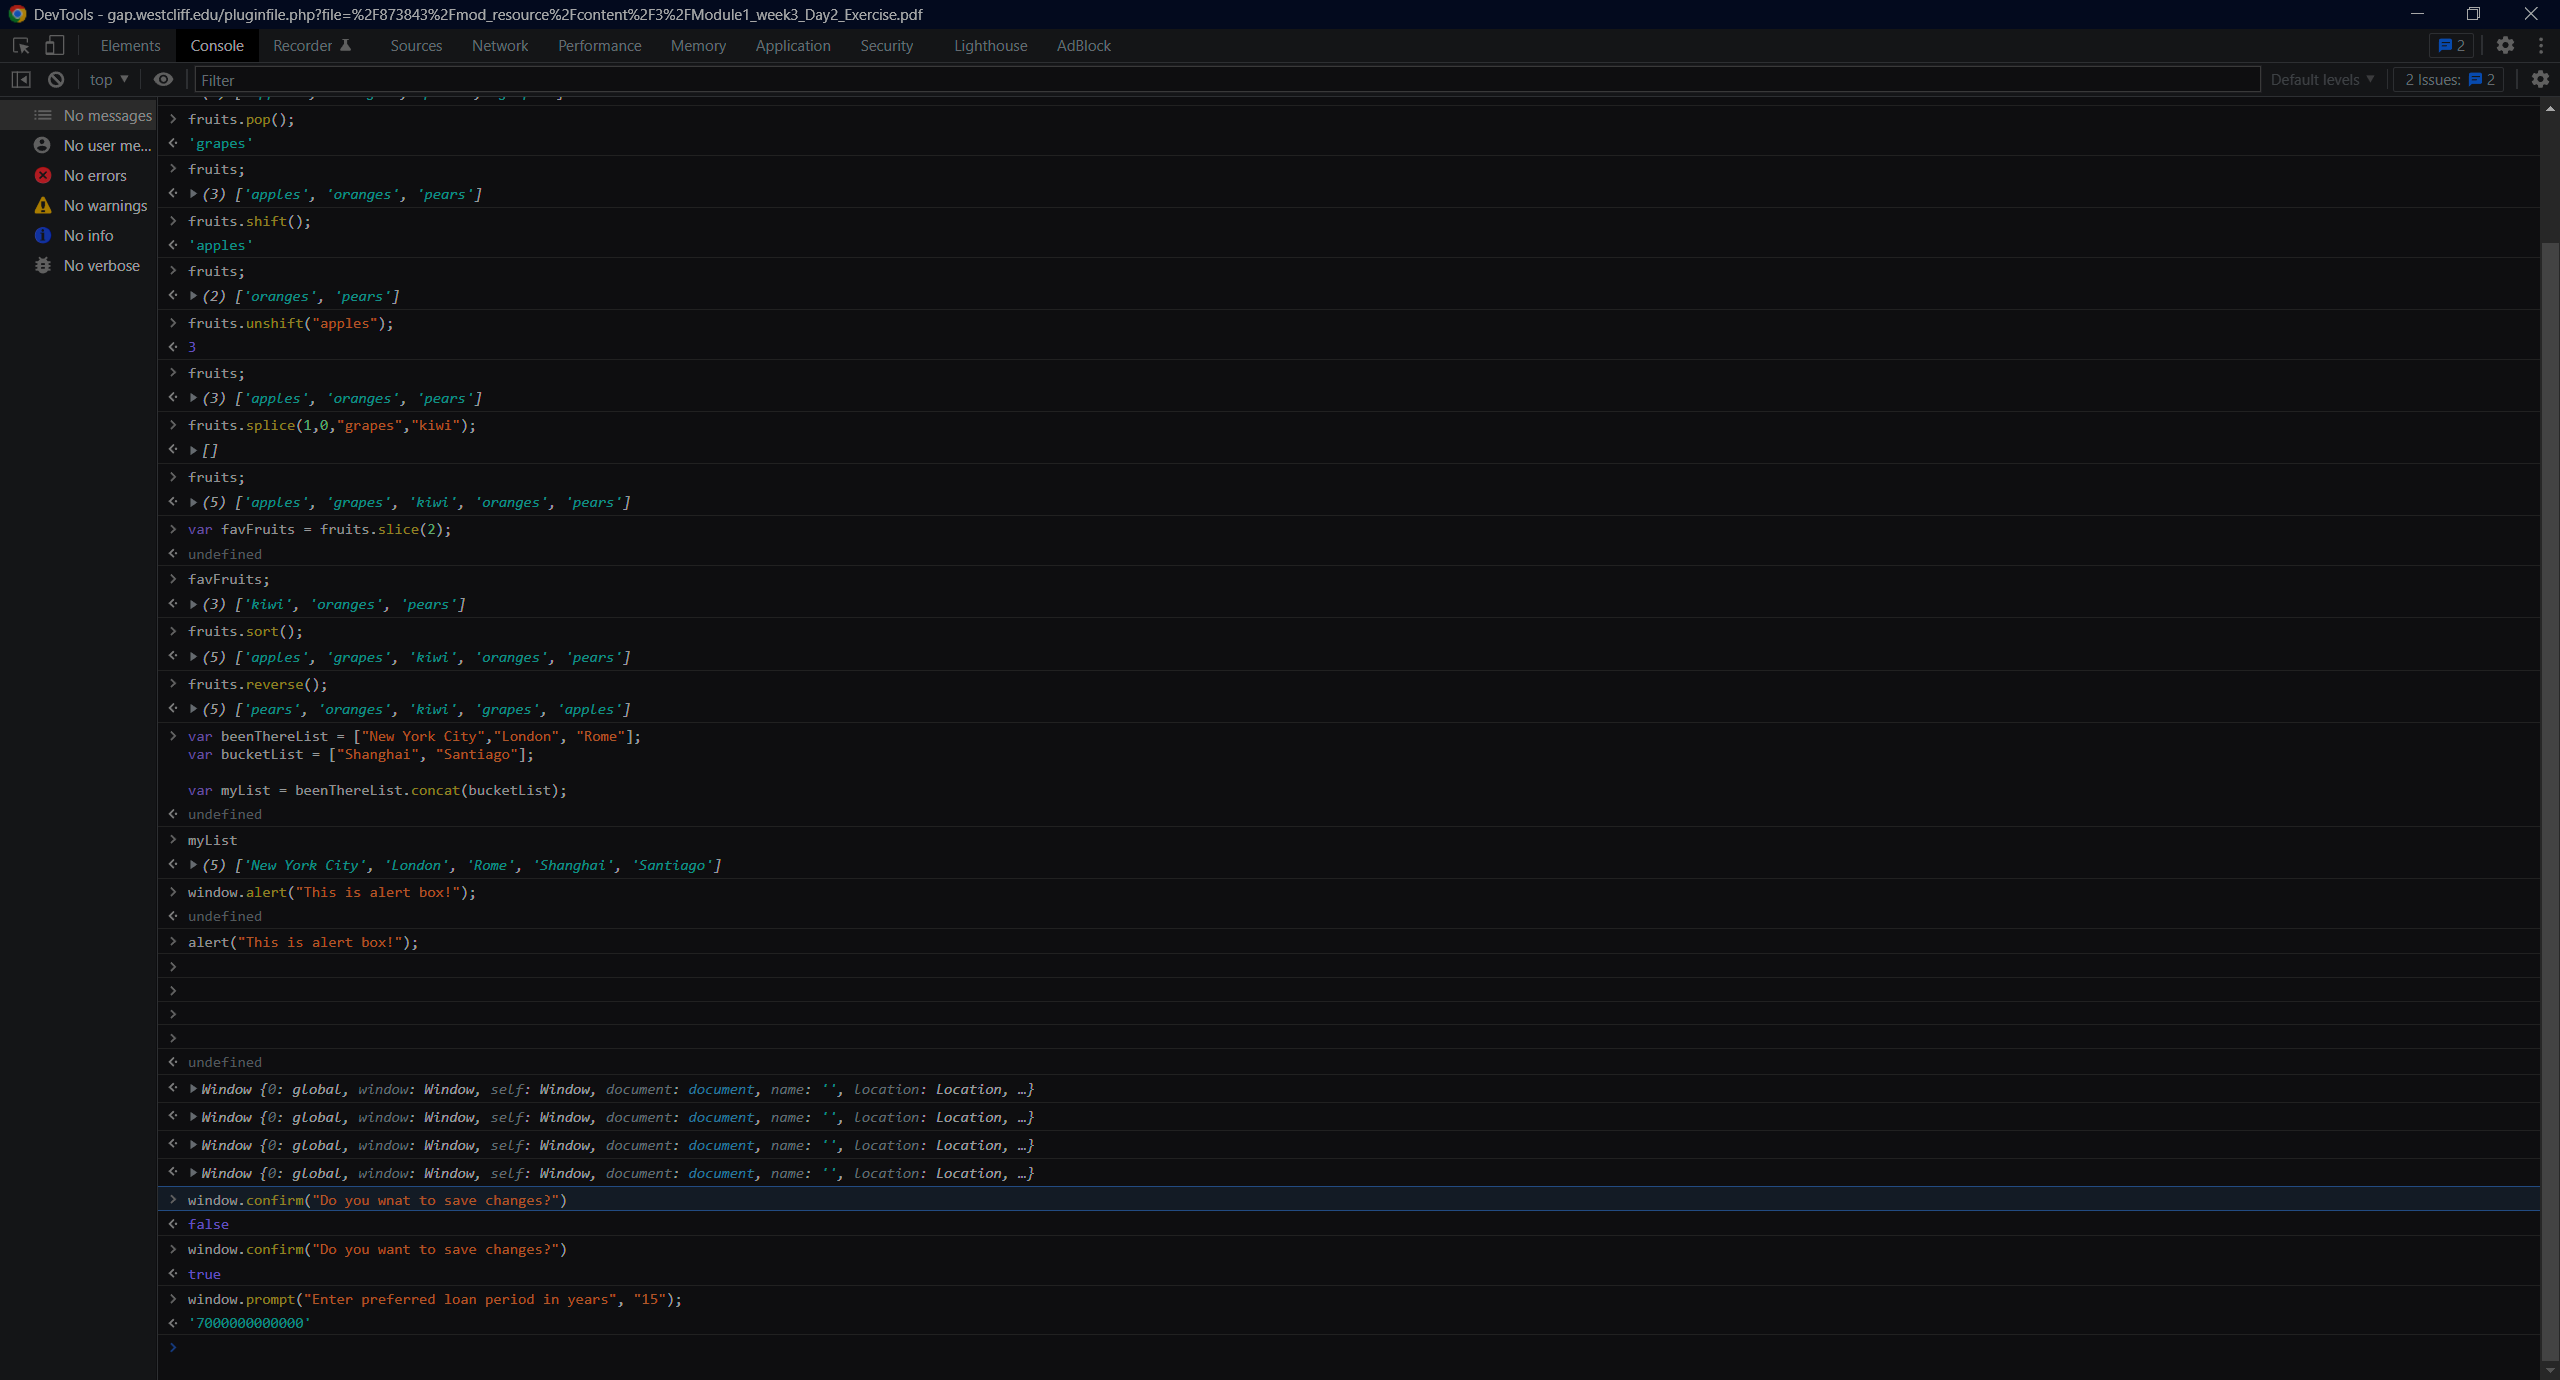 DevTools - gap.westcliff.edu/pluginfile.php?file=%2F873843%2Fmod_resource%2Fcontent%2F3%2FModule1_week3_Day2_Exercise.pdf
Elements Console Recorder Sources Network Performance Memory Application Security Lighthouse AdBlock 2
top Filter Default levels 2 Issues: 2
No messages
No user me...
No errors
No warnings
No info
No verbose
fruits.pop();
'grapes'
fruits;
(3) ['apples', 'oranges', 'pears']
fruits.shift();
'apples'
fruits;
(2) ['oranges', 'pears']
fruits.unshift("apples");
3
fruits;
(3) ['apples', 'oranges', 'pears']
fruits.splice(1,0,"grapes","kiwi");
[]
fruits;
(5) ['apples', 'grapes', 'kiwi', 'oranges', 'pears']
var favFruits = fruits.slice(2);
undefined
favFruits;
(3) ['kiwi', 'oranges', 'pears']
fruits.sort();
(5) ['apples', 'grapes', 'kiwi', 'oranges', 'pears']
fruits.reverse();
(5) ['pears', 'oranges', 'kiwi', 'grapes', 'apples']
var beenThereList = ["New York City","London", "Rome"];
var bucketList = ["Shanghai", "Santiago"];
var myList = beenThereList.concat(bucketList);
undefined
myList
(5) ['New York City', 'London', 'Rome', 'Shanghai', 'Santiago']
window.alert("This is alert box!");
undefined
alert("This is alert box!");
undefined
Window {0: global, window: Window, self: Window, document: document, name: '', location: Location, …}
Window {0: global, window: Window, self: Window, document: document, name: '', location: Location, …}
Window {0: global, window: Window, self: Window, document: document, name: '', location: Location, …}
Window {0: global, window: Window, self: Window, document: document, name: '', location: Location, …}
window.confirm("Do you wnat to save changes?")
false
window.confirm("Do you want to save changes?")
true
window.prompt("Enter preferred loan period in years", "15");
'7000000000000'